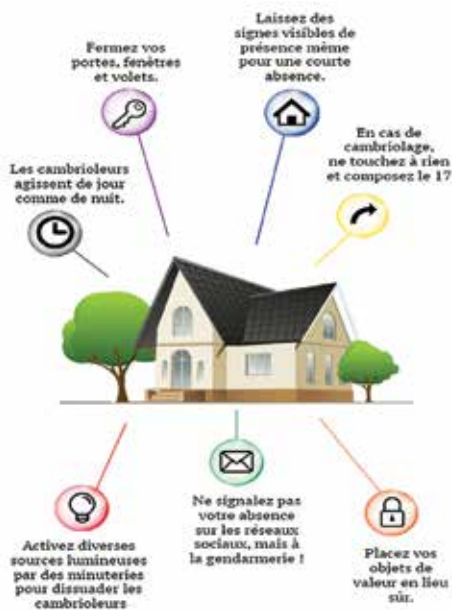 Fermez vos
portes, fenêtres
et volets.
Laissez des
signes visibles de
présence même
pour une courte
absence.
En cas de
cambriolage,
ne touchez à rien
et composez le 17
Les cambrioleurs
agissent de jour
comme de nuit.
Activez diverses
sources lumineuses
par des minuteries
pour dissuader les
cambrioleurs
Ne signalez pas
votre absence
sur les réseaux
sociaux, mais à
la gendarmerie !
Placez vos
objets de
valeur en lieu
sûr.